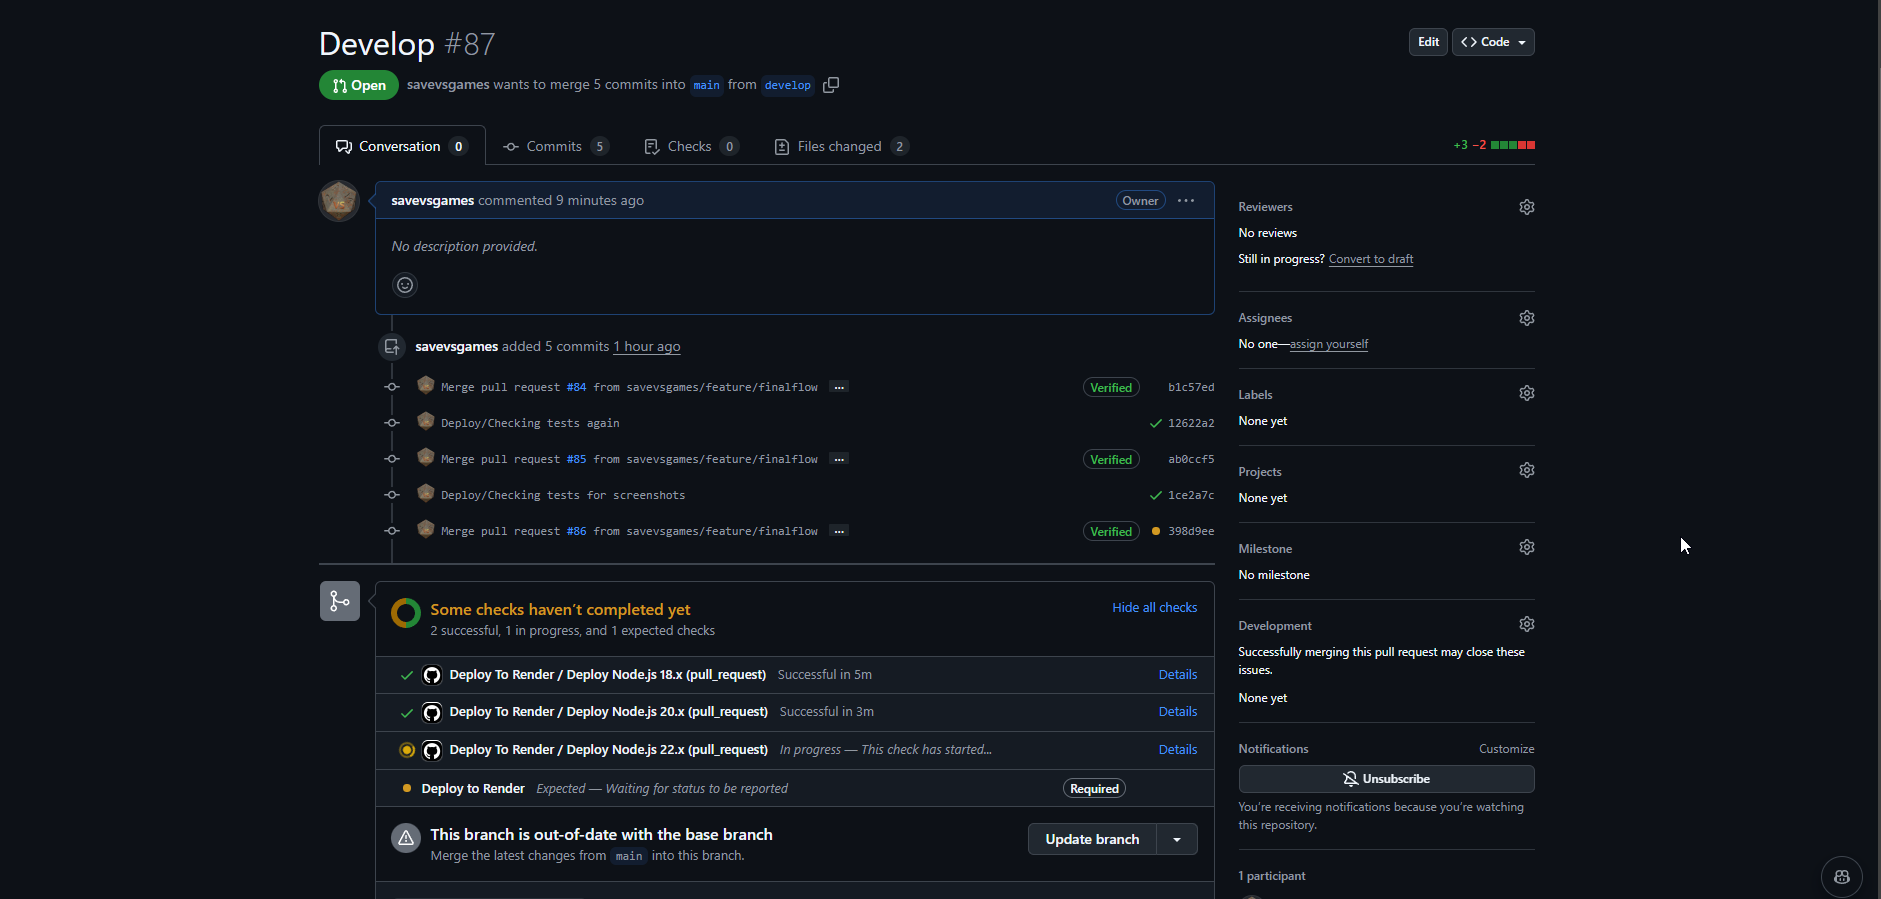 Develop #87
Edit
Code
Open
savevsgames wants to merge 5 commits into main from develop
Conversation 0
Commits 5
Checks 0
Files changed 2
+3 −2
savevsgames commented 9 minutes ago
Owner
No description provided.
savevsgames added 5 commits 1 hour ago
Merge pull request #84 from savevsgames/feature/finalflow ...
Verified
b1c57ed
Deploy/Checking tests again
12622a2
Merge pull request #85 from savevsgames/feature/finalflow ...
Verified
ab0ccf5
Deploy/Checking tests for screenshots
1ce2a7c
Merge pull request #86 from savevsgames/feature/finalflow ...
Verified
398d9ee
Some checks haven't completed yet
Hide all checks
2 successful, 1 in progress, and 1 expected checks
Deploy To Render / Deploy Node.js 18.x (pull_request) Successful in 5m
Details
Deploy To Render / Deploy Node.js 20.x (pull_request) Successful in 3m
Details
Deploy To Render / Deploy Node.js 22.x (pull_request) In progress — This check has started...
Details
Deploy to Render Expected — Waiting for status to be reported
Required
This branch is out-of-date with the base branch
Merge the latest changes from main into this branch.
Update branch
Reviewers
No reviews
Still in progress? Convert to draft
Assignees
No one—assign yourself
Labels
None yet
Projects
None yet
Milestone
No milestone
Development
Successfully merging this pull request may close these
issues.
None yet
Notifications
Customize
Unsubscribe
You're receiving notifications because you're watching
this repository.
1 participant